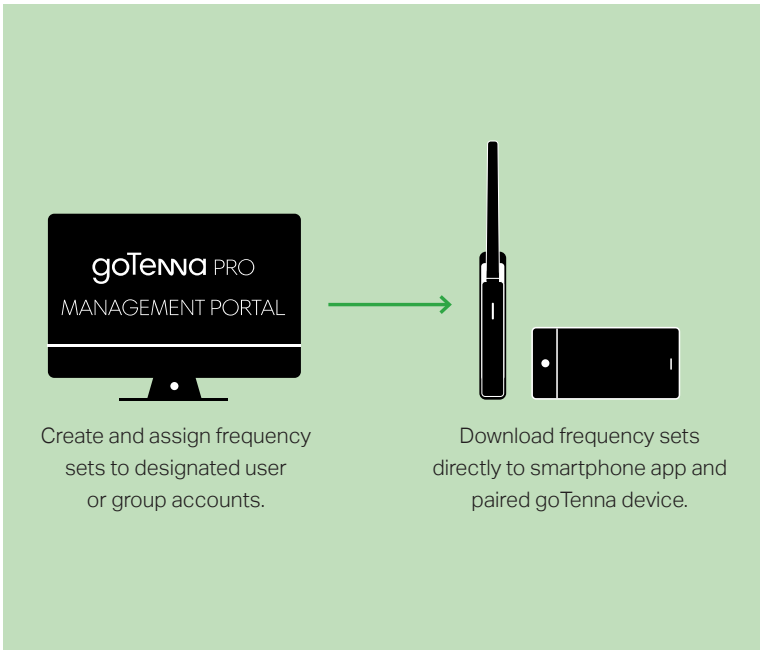 goTenna PRO
MANAGEMENT PORTAL
Create and assign frequency
sets to designated user
or group accounts.
Download frequency sets
directly to smartphone app and
paired goTenna device.